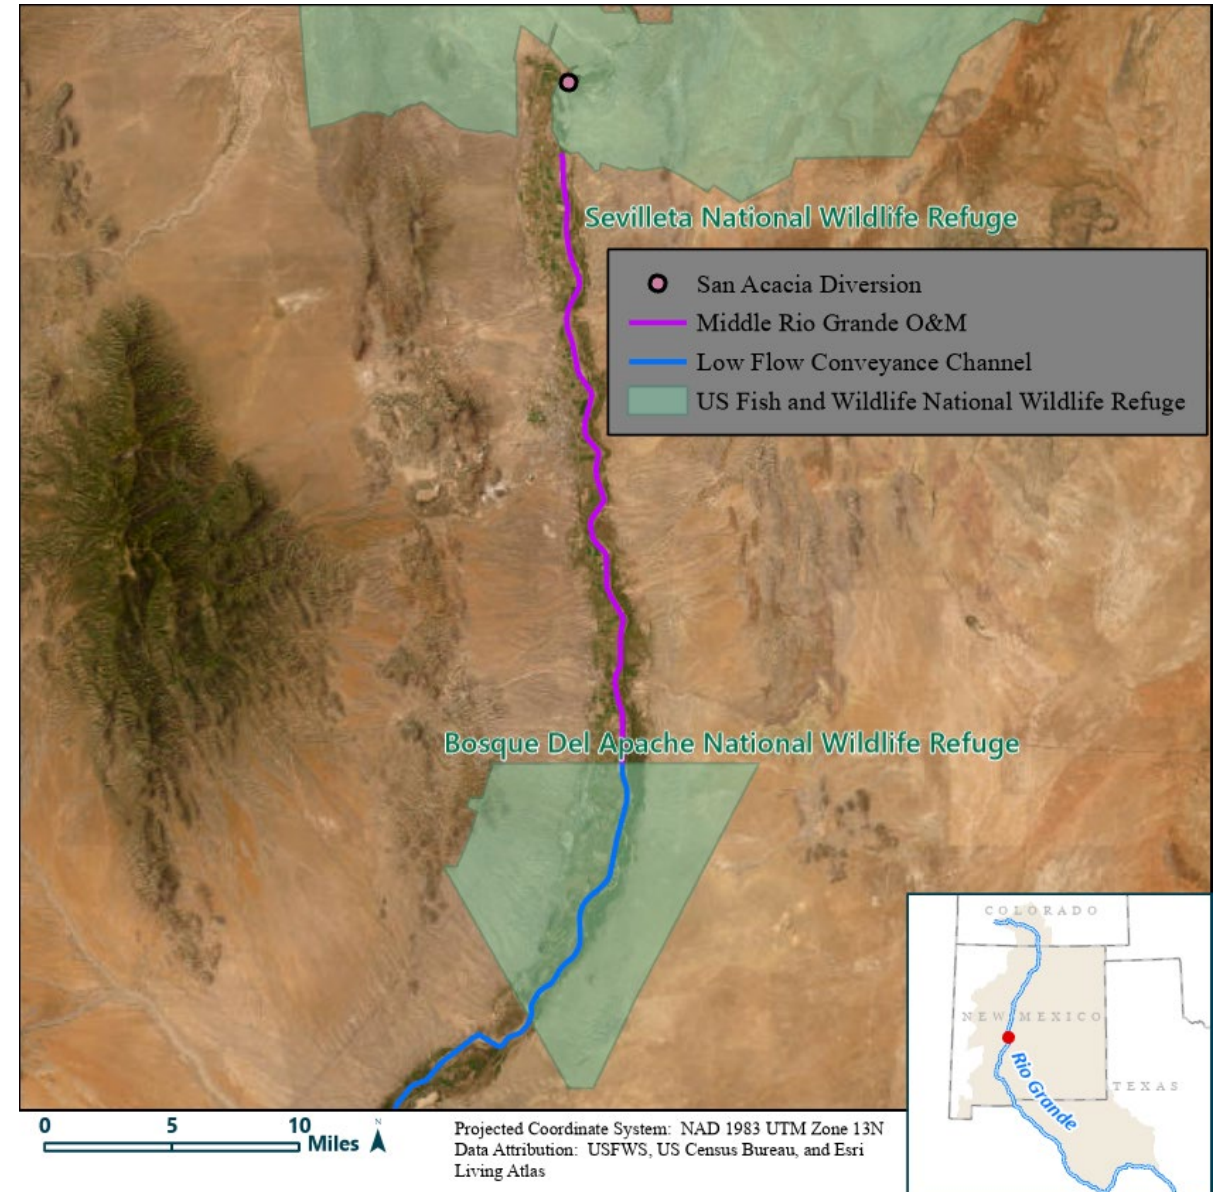 Sevilleta National Wildlife Refuge
San Acacia Diversion
Middle Rio Grande O&M
Low Flow Conveyance Channel
US Fish and Wildlife National Wildlife Refuge
Bosque Del Apache National Wildlife Refuge
COLORADO
NEW MEXICO
Rio Grande
TEXAS
0 5 10 Miles
N
Projected Coordinate System: NAD 1983 UTM Zone 13N
Data Attribution: USFWS, US Census Bureau, and Esri
Living Atlas